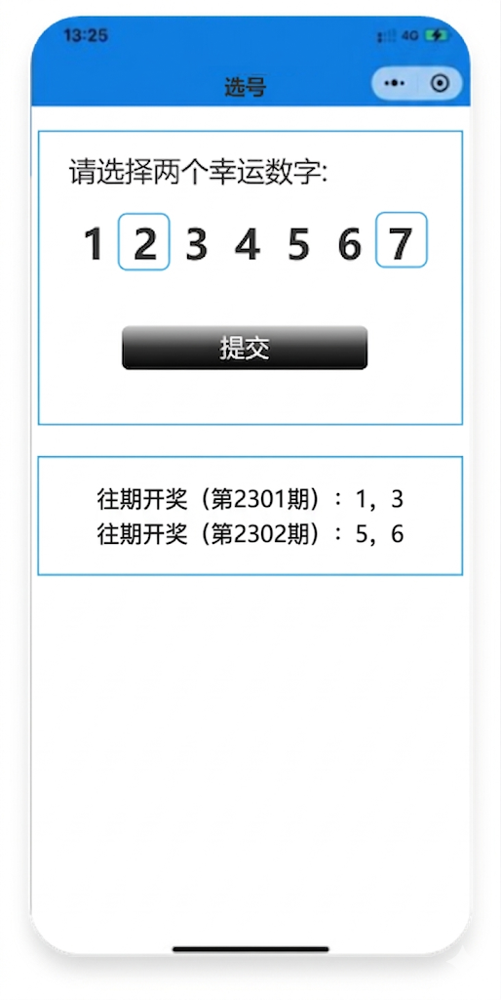 13:25
4G
选号
请选择两个幸运数字:
1 2 3 4 5 6 7
提交
往期开奖（第2301期）：1，3
往期开奖（第2302期）：5，6